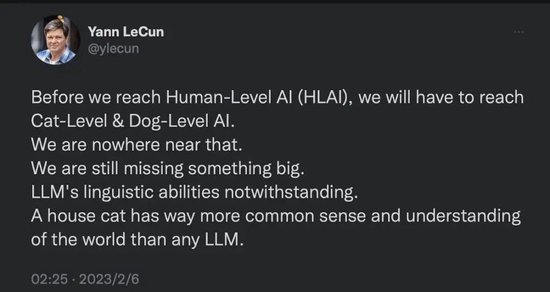 Yann LeCun
@ylecun
Before we reach Human-Level AI (HLAI), we will have to reach
Cat-Level & Dog-Level AI.
We are nowhere near that.
We are still missing something big.
LLM's linguistic abilities notwithstanding.
A house cat has way more common sense and understanding
of the world than any LLM.
02:25 · 2023/2/6